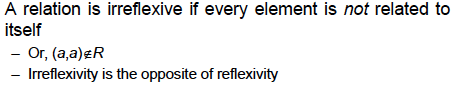 A relation is irreflexive if every element is not related to
itself
– Or, (a,a)∉R
– Irreflexivity is the opposite of reflexivity